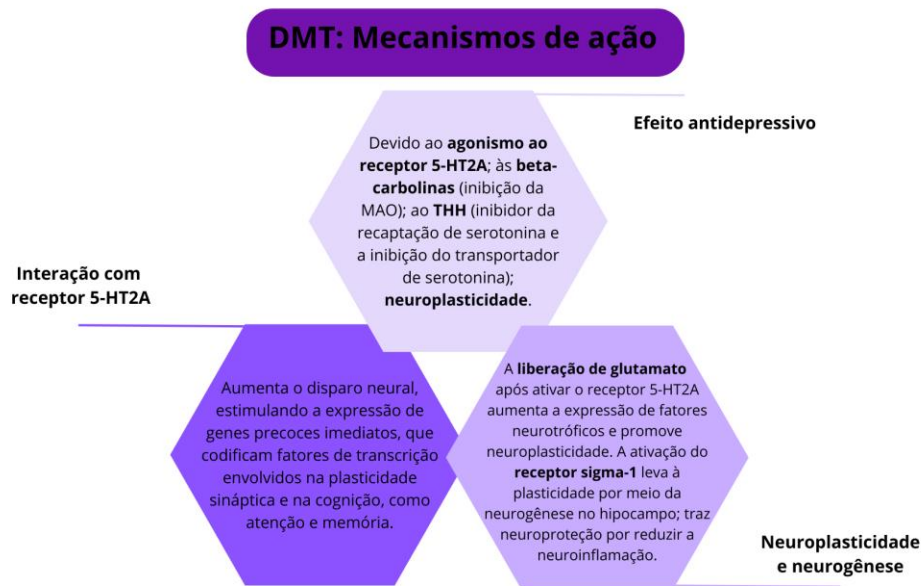 DMT: Mecanismos de ação
Efeito antidepressivo
Devido ao agonismo ao
receptor 5-HT2A; às beta-
carbolinas (inibição da
MAO); ao THH (inibidor da
recaptação de serotonina e
a inibição do transportador
de serotonina);
neuroplasticidade.
Interação com
receptor 5-HT2A
Aumenta o disparo neural,
estimulando a expressão de
genes precoces imediatos, que
codificam fatores de transcrição
envolvidos na plasticidade
sináptica e na cognição, como
atenção e memória.
A liberação de glutamato
após ativar o receptor 5-HT2A
aumenta a expressão de fatores
neurotróficos e promove
neuroplasticidade. A ativação do
receptor sigma-1 leva à
plasticidade por meio da
neurogênese no hipocampo; traz
neuroproteção por reduzir a
neuroinflamação.
Neuroplasticidade
e neurogênese